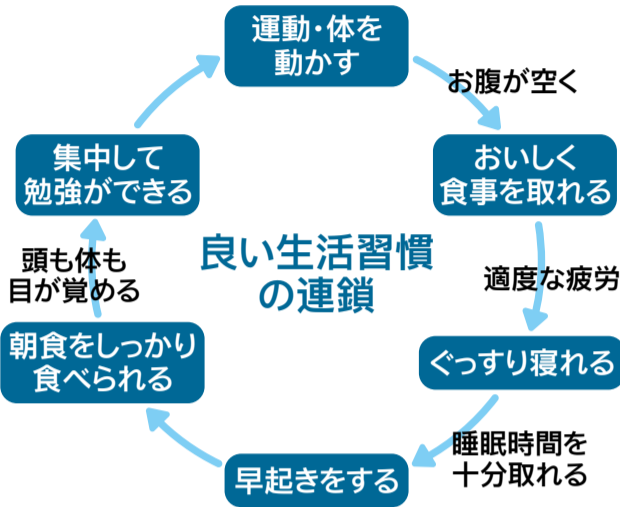 運動・体を
動かす
お腹が空く
おいしく
食事を取れる
適度な疲労
ぐっすり寝れる
睡眠時間を
十分取れる
早起きをする
朝食をしっかり
食べられる
頭も体も
目が覚める
集中して
勉強ができる
良い生活習慣
の連鎖